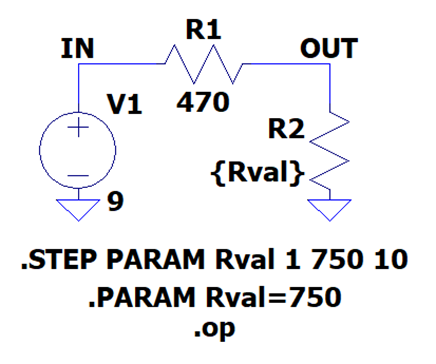 R1
IN
OUT
V1
470
R2
{Rval}
9
.STEP PARAM Rval 1 750 10
.PARAM Rval=750
.op